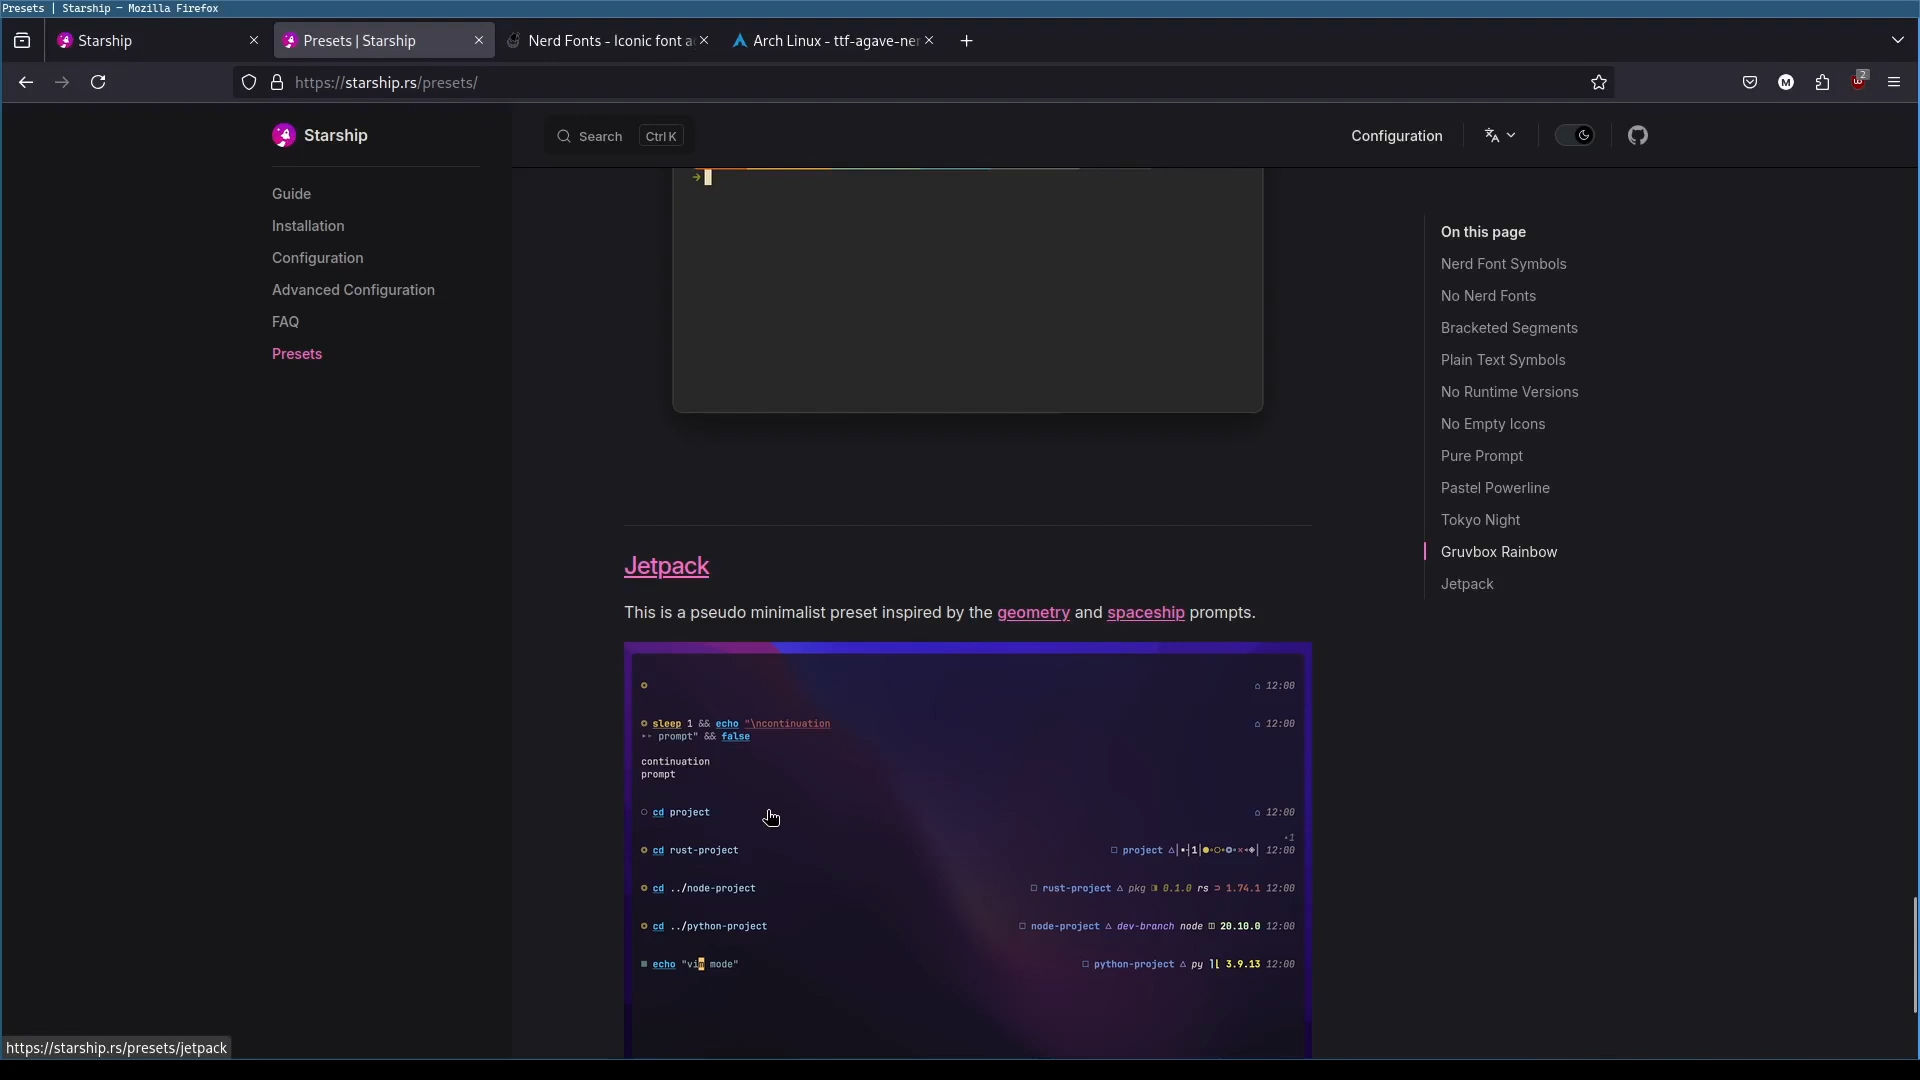 Presets | Starship — Mozilla Firefox
Starship
Presets | Starship
Nerd Fonts - Iconic font a
Arch Linux - ttf-agave-ner
https://starship.rs/presets/
2
M
Starship
Search Ctrl K
Configuration
Guide
Installation
Configuration
Advanced Configuration
FAQ
Presets
On this page
Nerd Font Symbols
No Nerd Fonts
Bracketed Segments
Plain Text Symbols
No Runtime Versions
No Empty Icons
Pure Prompt
Pastel Powerline
Tokyo Night
Gruvbox Rainbow
Jetpack
Jetpack
This is a pseudo minimalist preset inspired by the geometry and spaceship prompts.
12:00
sleep 1 && echo "\ncontinuation 12:00
prompt" && false
continuation
prompt
cd project 12:00
1
cd rust-project project 1 12:00
cd ../node-project rust-project pkg 0.1.0 rs 1.74.1 12:00
cd ../python-project node-project dev-branch node 20.10.0 12:00
echo "vim mode" python-project py 3.9.13 12:00
https://starship.rs/presets/jetpack